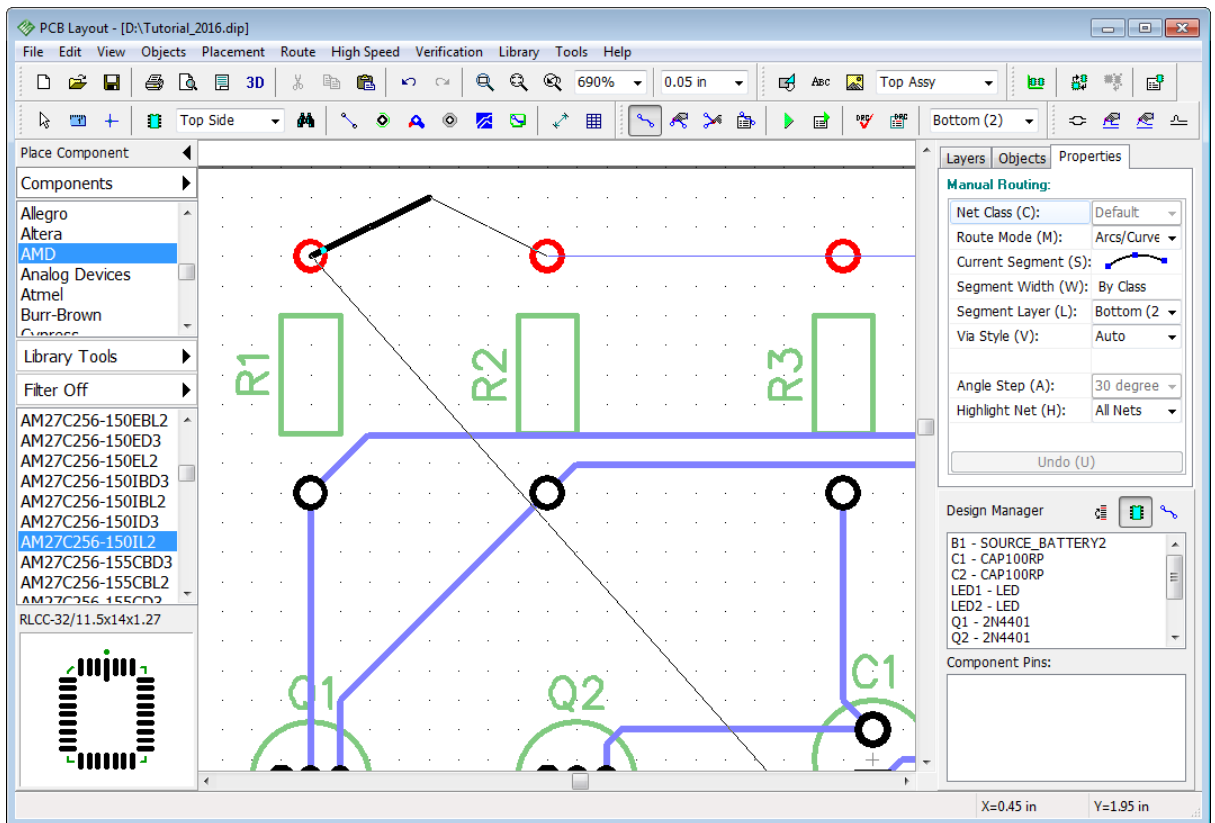 PCB Layout - [D:\Tutorial_2016.dip]
File Edit View Objects Placement Route High Speed Verification Library Tools Help
3D 690% 0.05 in ABC Top Assy
Top Side DRC DRC Bottom (2)
Place Component
Components
Allegro
Altera
AMD
Analog Devices
Atmel
Burr-Brown
Cypress
Library Tools
Filter Off
AM27C256-150EBL2
AM27C256-150ED3
AM27C256-150EL2
AM27C256-150IBD3
AM27C256-150IBL2
AM27C256-150ID3
AM27C256-150IL2
AM27C256-155CBD3
AM27C256-155CBL2
AM27C256-155CD3
RLCC-32/11.5x14x1.27
R1
R2
R3
Q1
Q2
C1
Layers Objects Properties
Manual Routing:
Net Class (C): Default
Route Mode (M): Arcs/Curve
Current Segment (S):
Segment Width (W): By Class
Segment Layer (L): Bottom (2
Via Style (V): Auto
Angle Step (A): 30 degree
Highlight Net (H): All Nets
Undo (U)
Design Manager
B1 - SOURCE_BATTERY2
C1 - CAP100RP
C2 - CAP100RP
LED1 - LED
LED2 - LED
Q1 - 2N4401
Q2 - 2N4401
Component Pins:
X=0.45 in Y=1.95 in